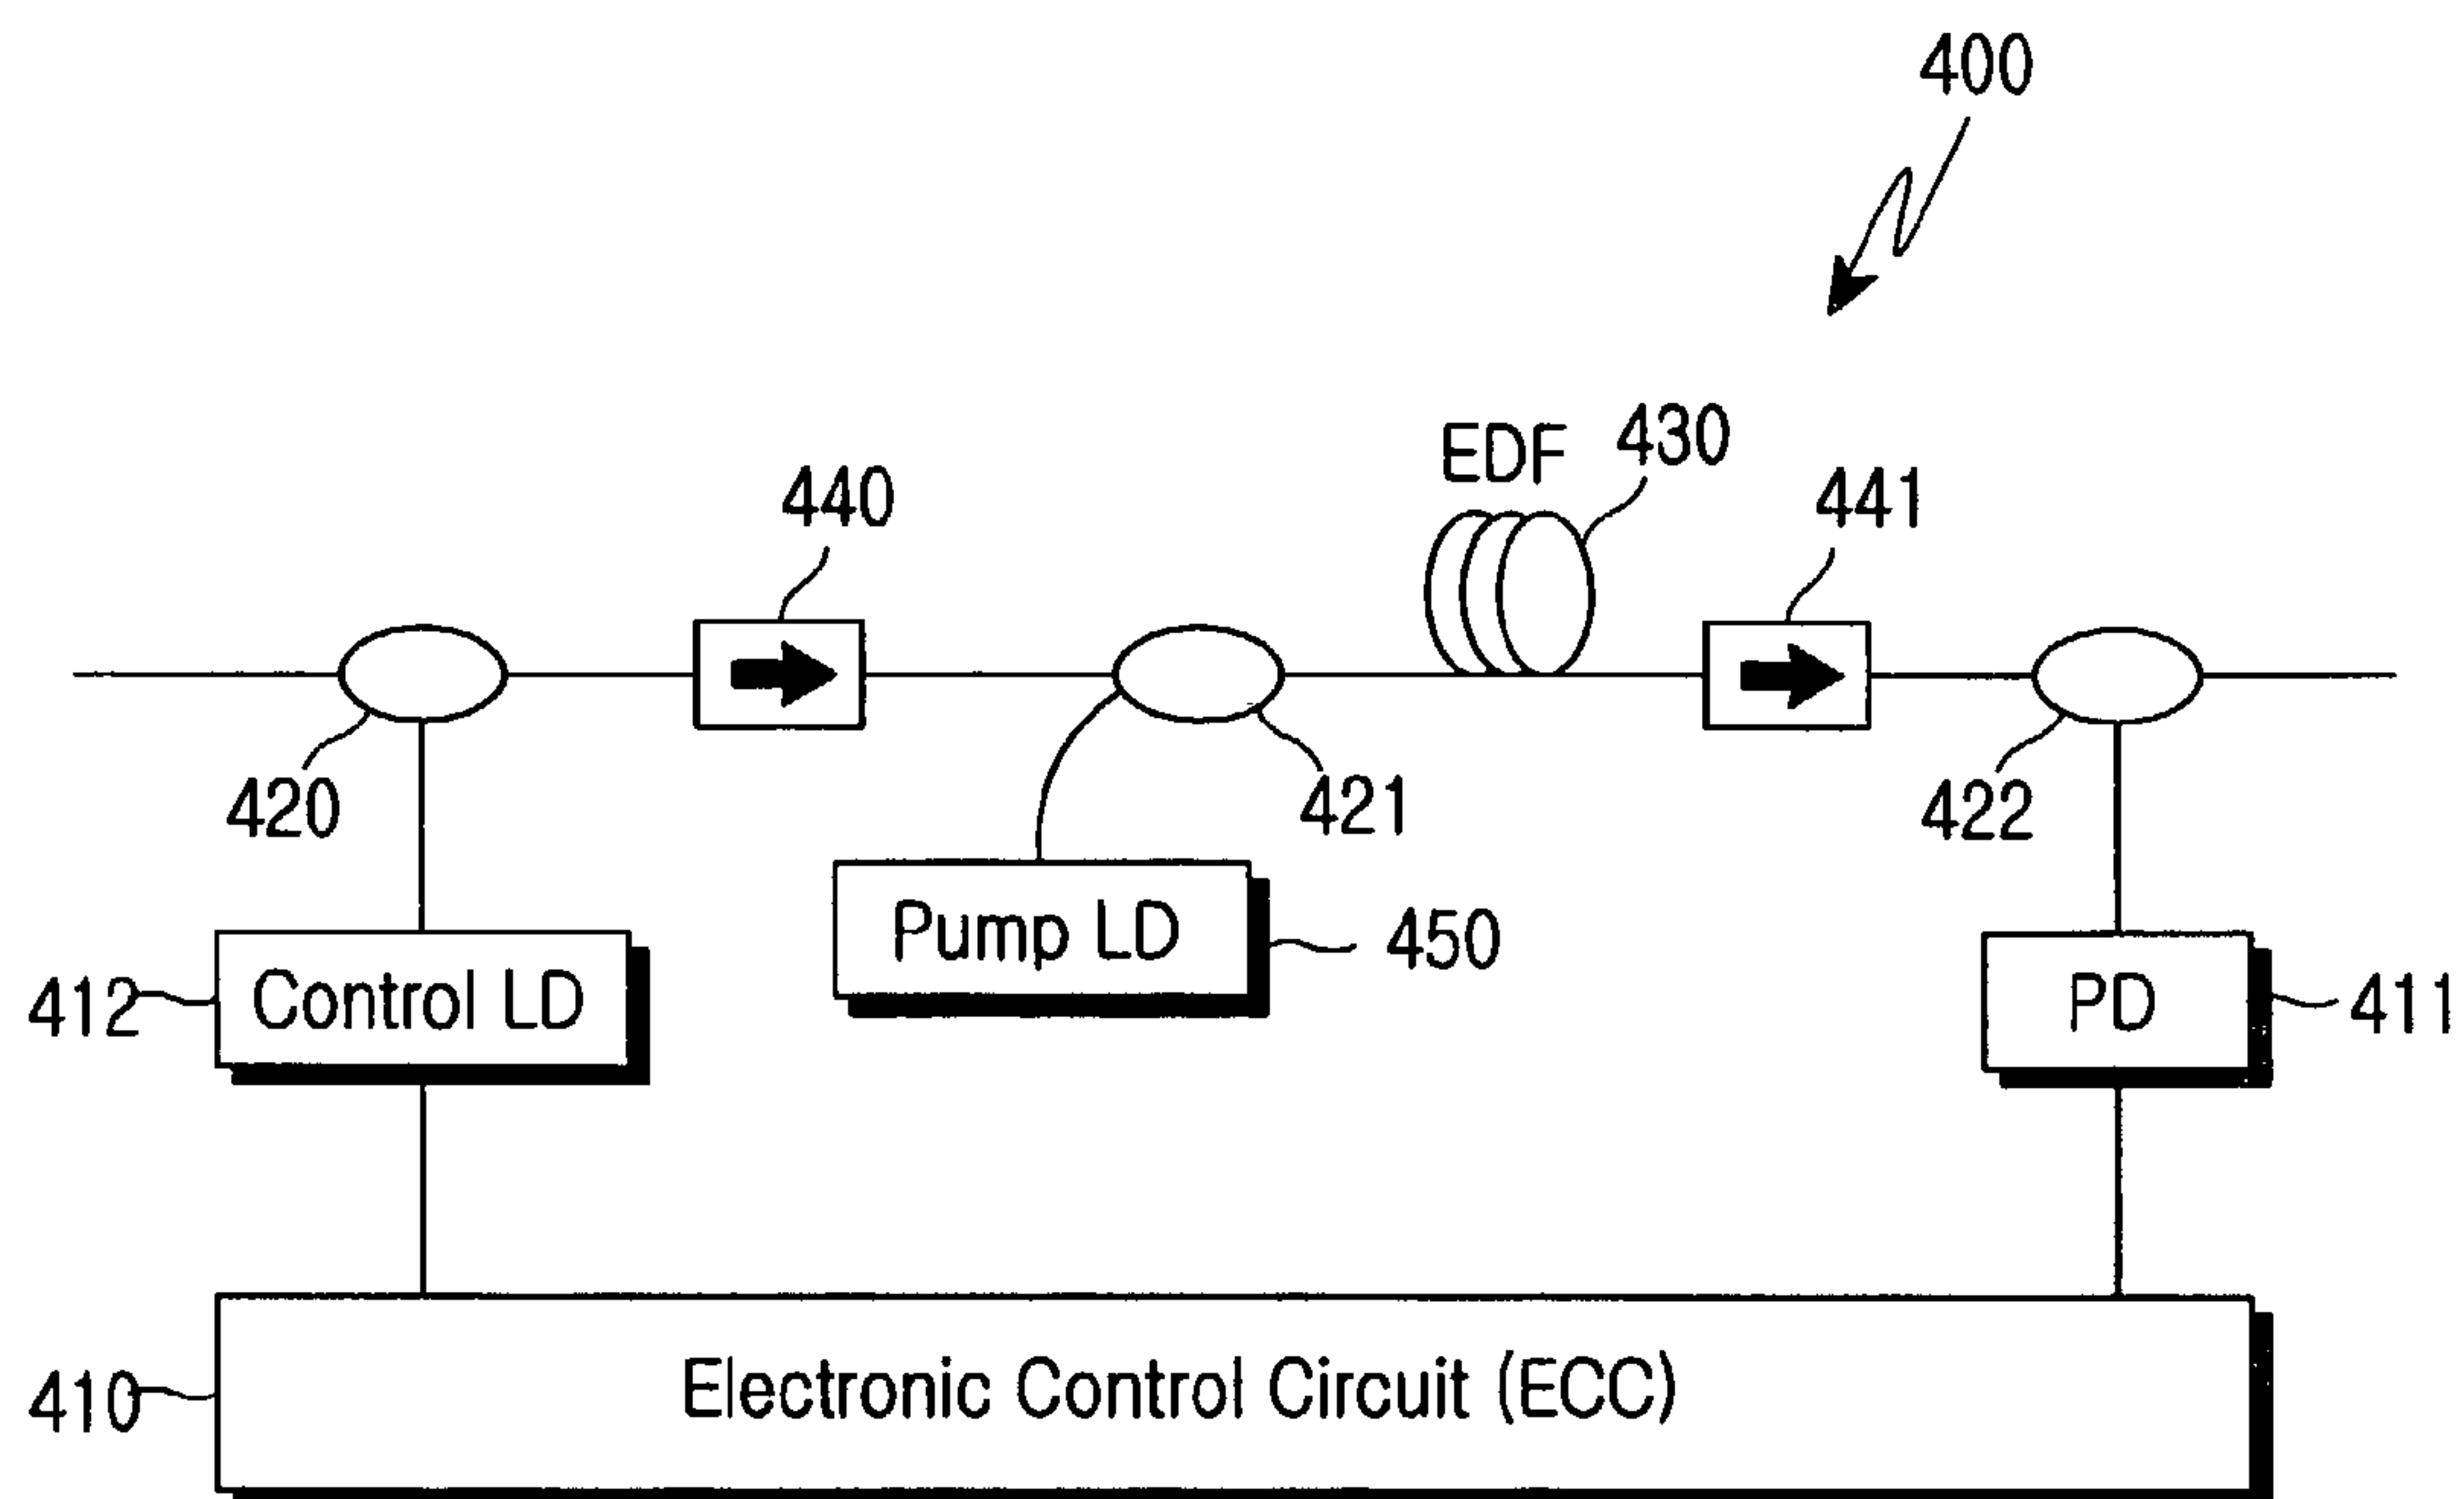 400
EDF 430
440
441
420
421
422
Pump LD
450
412
Control LD
PD
411
410
Electronic Control Circuit (ECC)